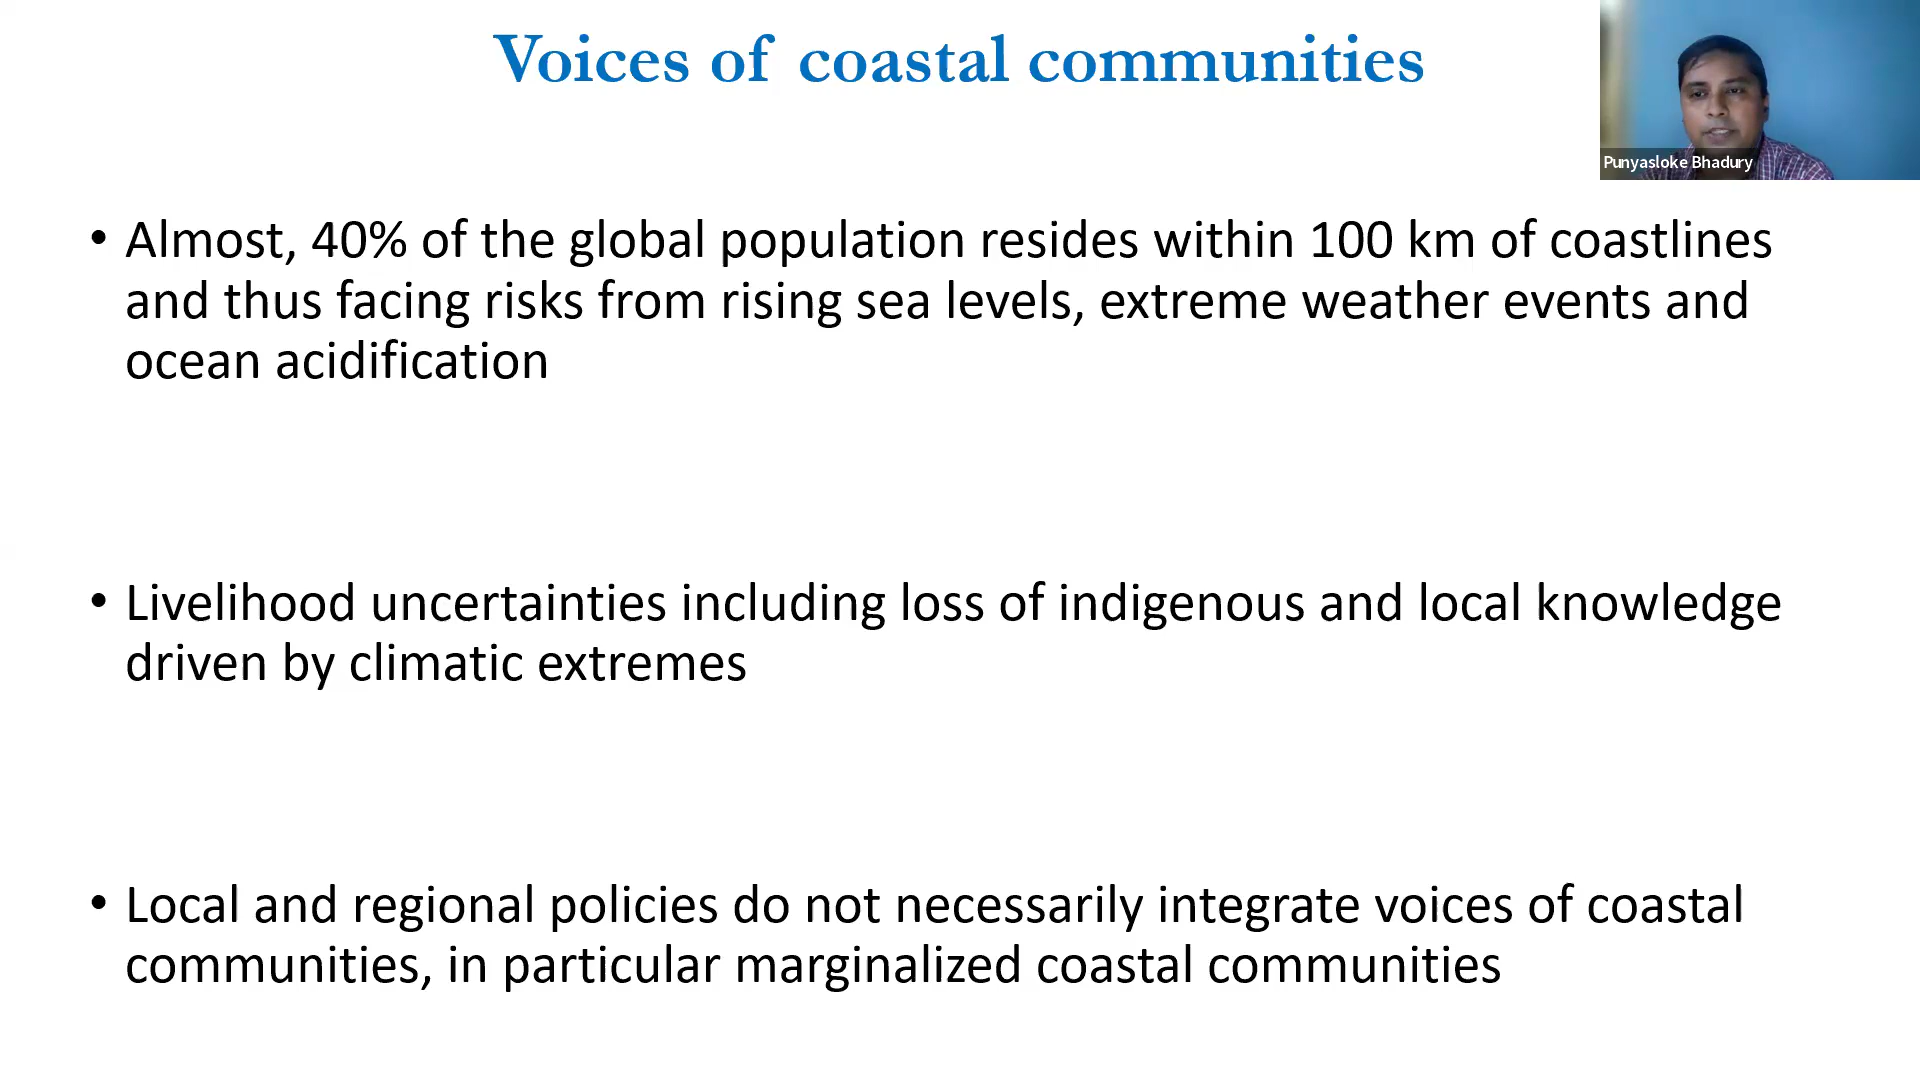 Voices of coastal communities
Punyasloke Bhadury
• Almost, 40% of the global population resides within 100 km of coastlines
and thus facing risks from rising sea levels, extreme weather events and
ocean acidification
• Livelihood uncertainties including loss of indigenous and local knowledge
driven by climatic extremes
• Local and regional policies do not necessarily integrate voices of coastal
communities, in particular marginalized coastal communities